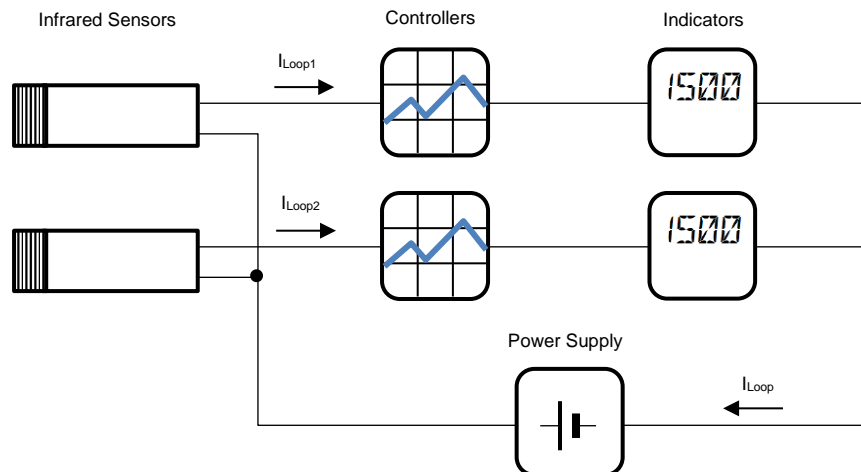 Infrared Sensors
Controllers
Indicators
ILoop1
1500
ILoop2
1500
Power Supply
ILoop